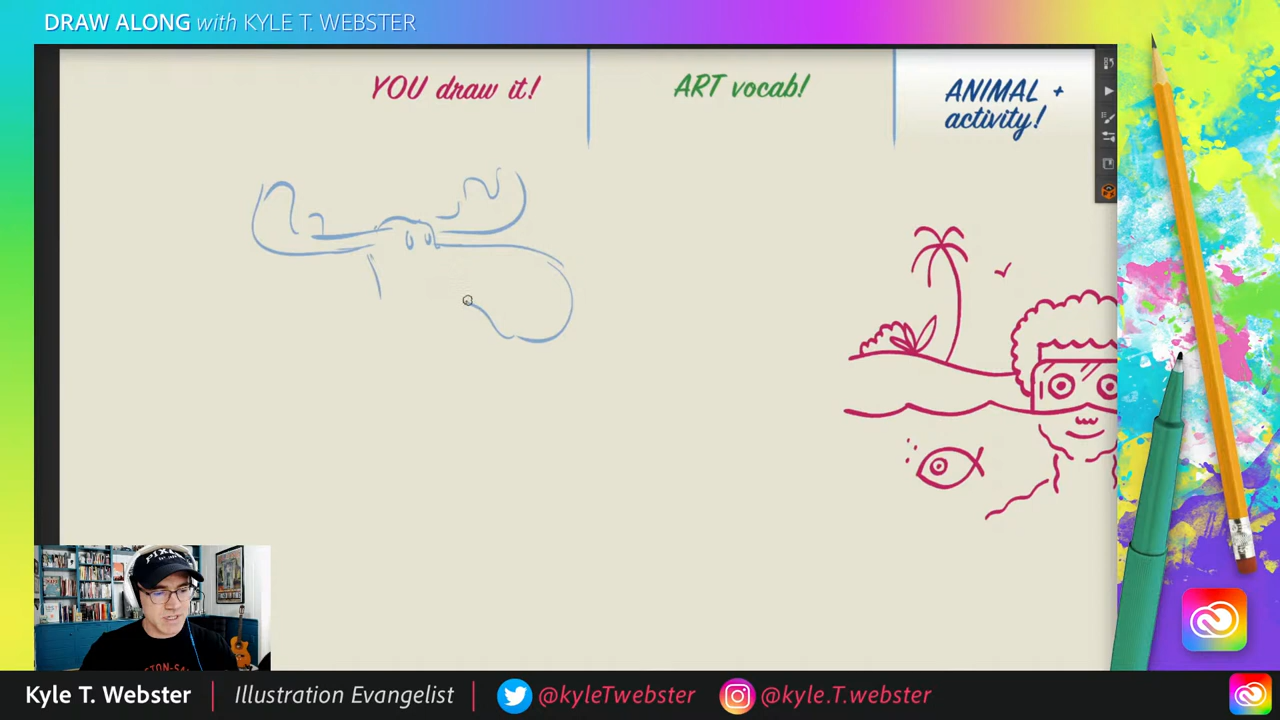 DRAW ALONG with KYLE T. WEBSTER
YOU draw it!
ART vocab!
ANIMAL +
activity!
Kyle T. Webster | Illustration Evangelist | @kyleTwebster @kyle.T.webster